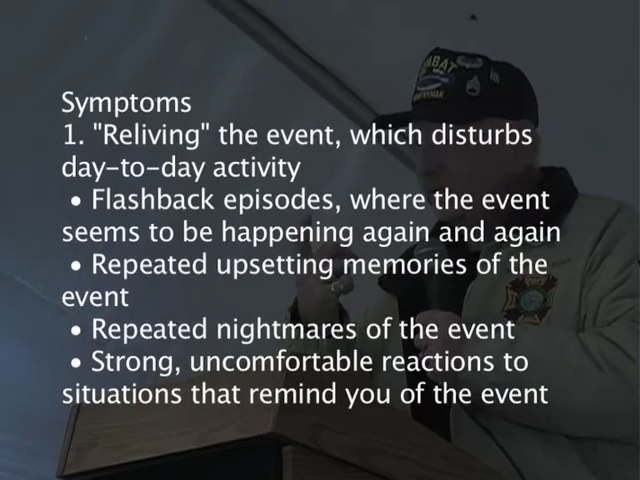 COMBAT
Symptoms
1. "Reliving" the event, which disturbs
day-to-day activity
• Flashback episodes, where the event
seems to be happening again and again
• Repeated upsetting memories of the
event
• Repeated nightmares of the event
• Strong, uncomfortable reactions to
situations that remind you of the event